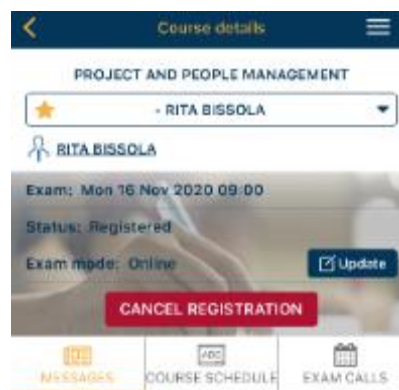 Course details
PROJECT AND PEOPLE MANAGEMENT
- RITA BISSOLA
RITA BISSOLA
Exam: Mon 16 Nov 2020 09:00
Status: Registered
Exam mode: Online
Update
CANCEL REGISTRATION
MESSAGES
COURSE SCHEDULE
EXAM CALLS